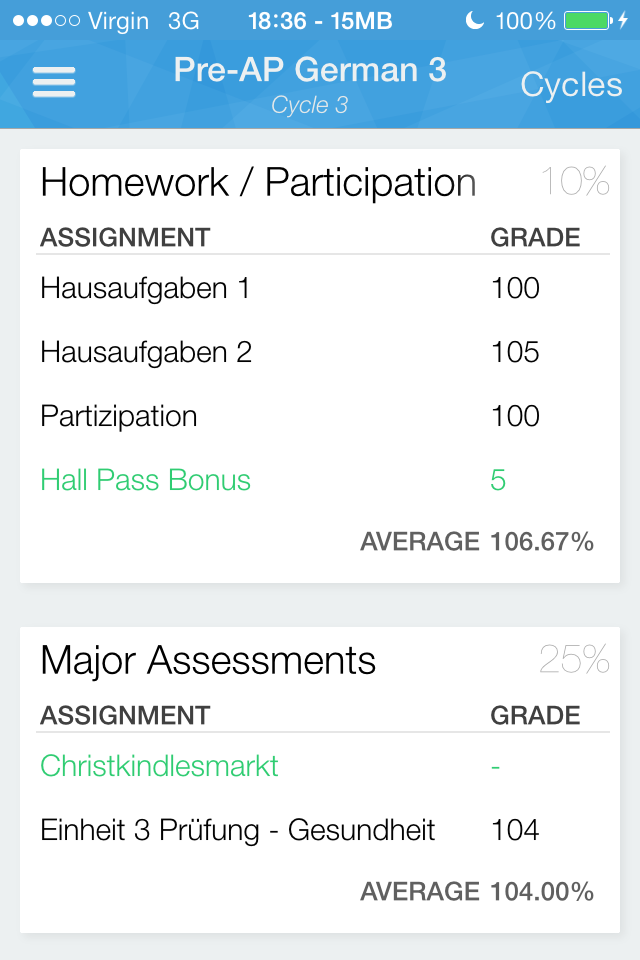 Virgin 3G 18:36 - 15MB 100%
Pre-AP German 3
Cycle 3
Cycles
Homework / Participation 10%
ASSIGNMENT GRADE
Hausaufgaben 1 100
Hausaufgaben 2 105
Partizipation 100
Hall Pass Bonus 5
AVERAGE 106.67%
Major Assessments 25%
ASSIGNMENT GRADE
Christkindlesmarkt -
Einheit 3 Prüfung - Gesundheit 104
AVERAGE 104.00%